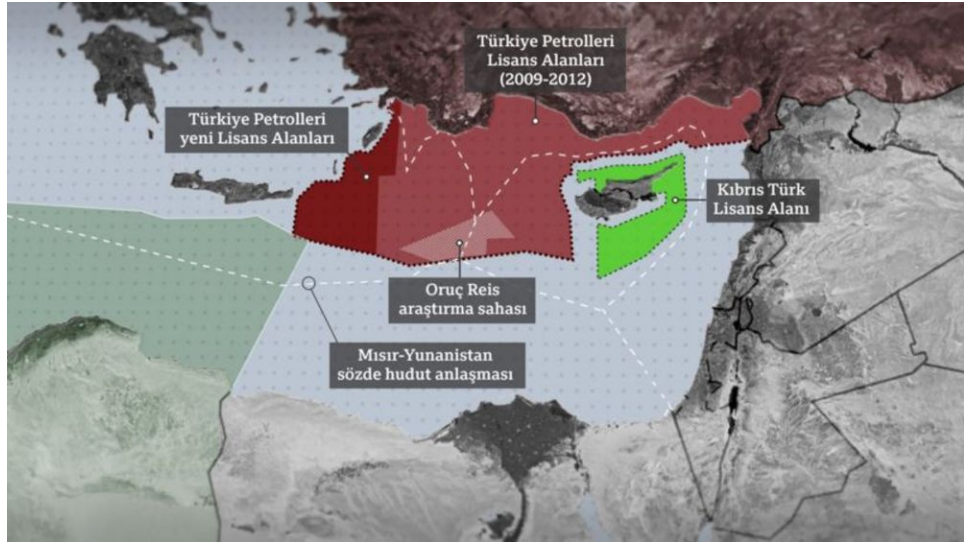 Türkiye Petrolleri
Lisans Alanları
(2009-2012)
Türkiye Petrolleri
yeni Lisans Alanları
Kıbrıs Türk
Lisans Alanı
Oruç Reis
araştırma sahası
Mısır-Yunanistan
sözde hudut anlaşması